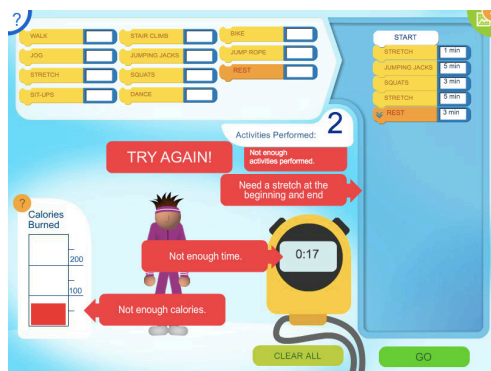 ?
WALK
STAIR CLIMB
BIKE
JOG
JUMPING JACKS
JUMP ROPE
STRETCH
SQUATS
REST
SIT-UPS
DANCE
START
STRETCH 1 min
JUMPING JACKS 5 min
SQUATS 3 min
STRETCH 5 min
REST 3 min
Activities Performed: 2
TRY AGAIN!
Not enough
activities performed.
Need a stretch at the
beginning and end
?
Calories
Burned
200
100
Not enough time.
0:17
Not enough calories.
CLEAR ALL
GO